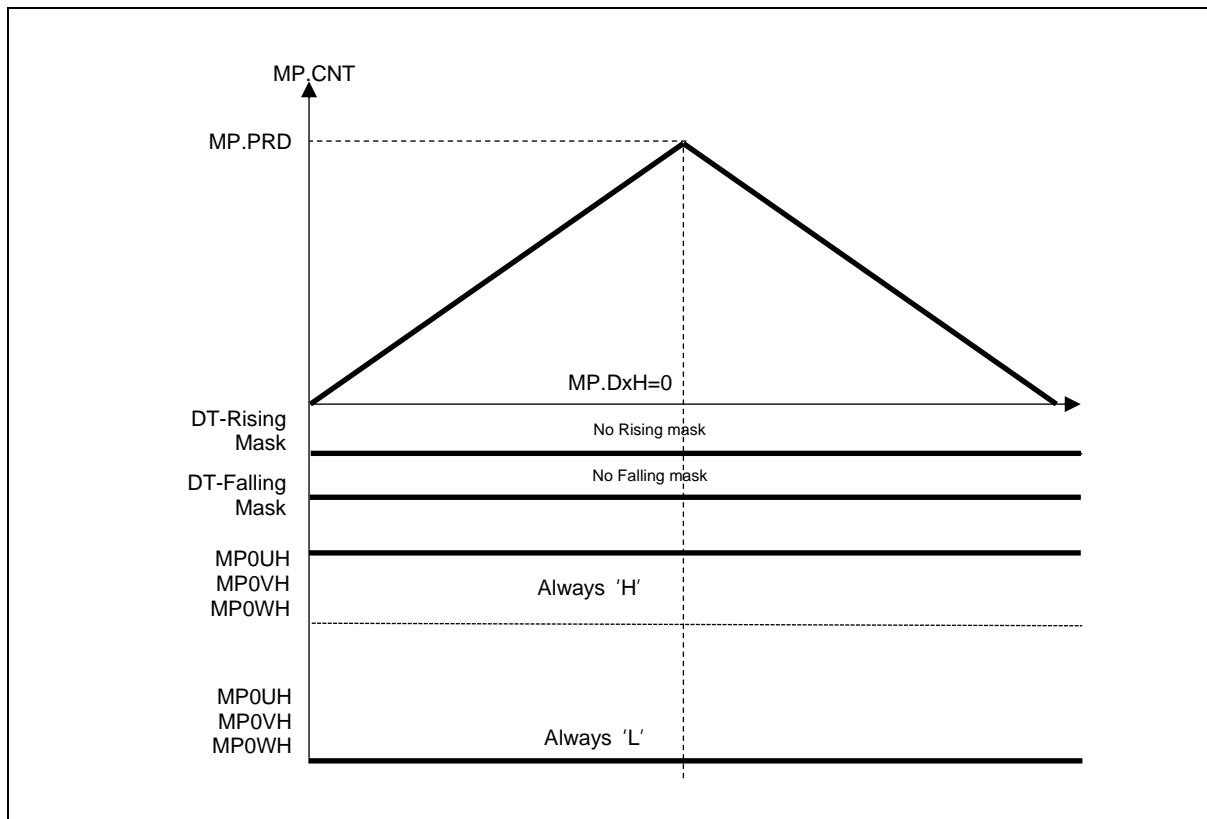 MP.CNT
MP.PRD
MP.DxH=0
DT-Rising
Mask
No Rising mask
DT-Falling
Mask
No Falling mask
MP0UH
MP0VH
MP0WH
Always 'H'
MP0UH
MP0VH
MP0WH
Always 'L'